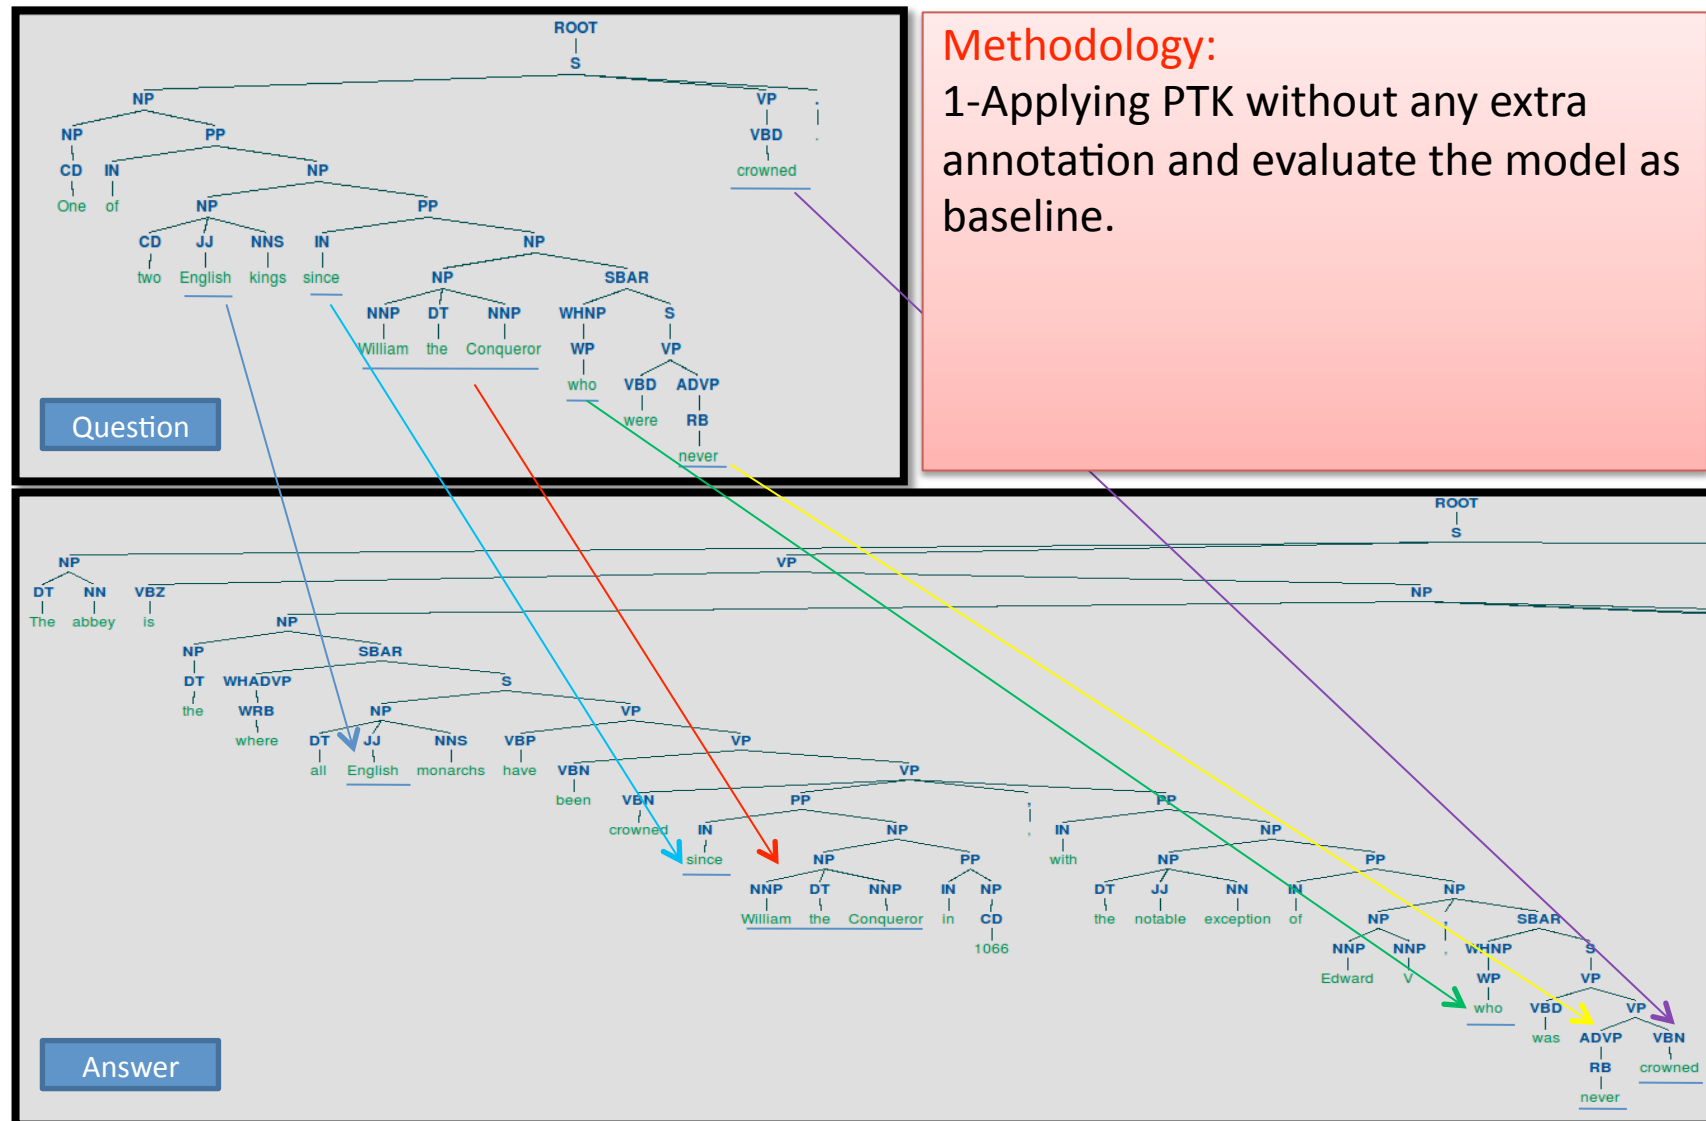 ROOT
S
NP VP .
NP PP VBD .
CD IN NP crowned
One of NP PP
CD JJ NNS IN NP
two English kings since NP SBAR
NNP DT NNP WHNP S
William the Conqueror WP VP
who VBD ADVP
were RB
never
Question
Methodology:
1-Applying PTK without any extra
annotation and evaluate the model as
baseline.
ROOT
S
NP VP
DT NN VBZ NP
The abbey is
NP
NP SBAR
DT WHADVP S
the WRB NP VP
where DT JJ NNS VBP VP
all English monarchs have VBN VP
been VBN PP , PP
crowned IN NP , IN NP
since NP PP with NP PP
NNP DT NNP IN NP DT JJ NN IN NP
William the Conqueror in CD the notable exception of NP , SBAR
1066 NNP NNP , WHNP S
Edward V WP VP
who VBD VP
was ADVP VBN
RB crowned
never
Answer